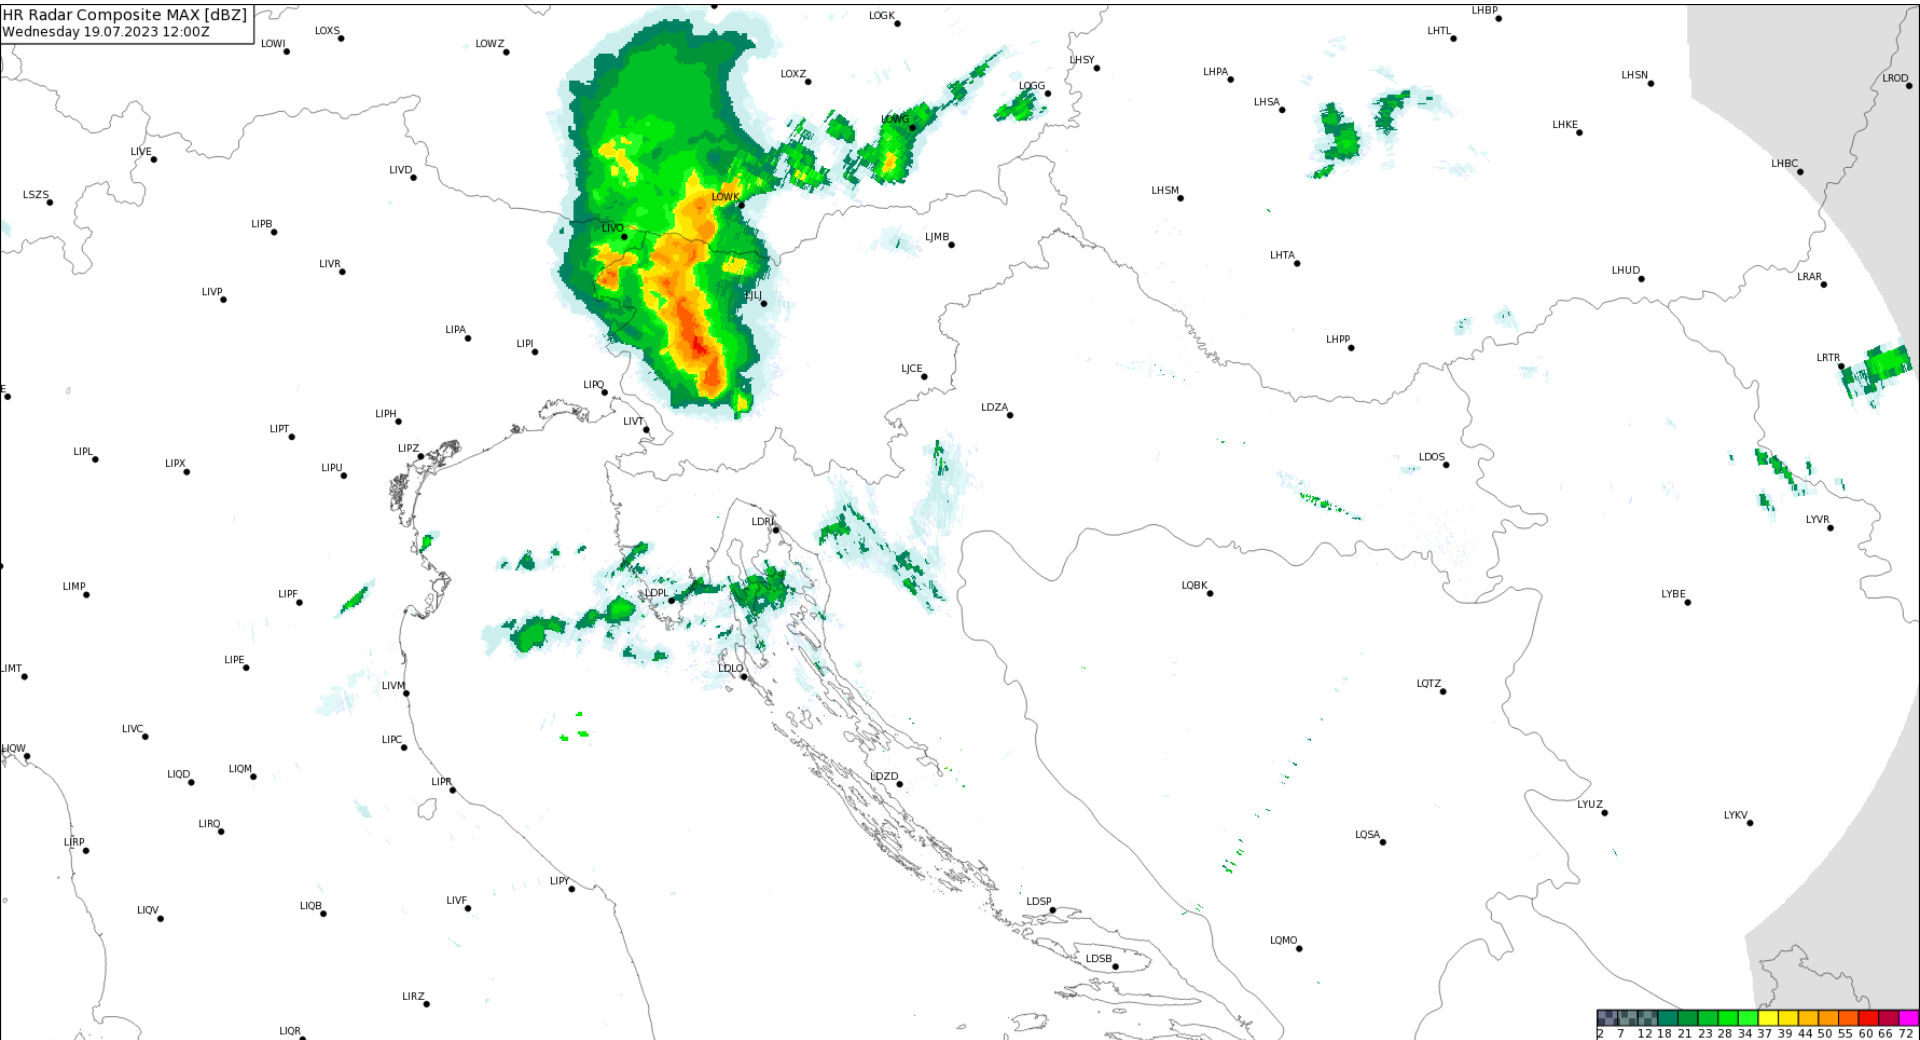 HR Radar Composite MAX [dBZ]
Wednesday 19.07.2023 12:00Z
LHBP
LOGK
LOXS
LHTL
LOWI
LOWZ
LHSY
LHPA
LOXZ
LHSN
LROD
LOGG
LHSA
LOWG
LHKE
LIVE
LHBC
LIVD
LSZS
LHSM
LOWK
LIPB
LIVO
LJMB
LIVR
LHTA
LHUD
LRAR
LIVP
LJLJ
LIPA
LHPP
LIPI
LRTR
LJCE
E
LIPQ
LDZA
LIPH
LIVT
LIPT
LIPZ
LIPL
LDOS
LIPX
LIPU
LDRI
LYVR
LIMP
LQBK
LIPF
LDPL
LYBE
LIPE
LIMT
LDLO
LIVM
LQTZ
LIVC
LIPC
LIQW
LIQD
LIQM
LDZD
LIPR
LYUZ
LIRQ
LYKV
LIRP
LQSA
LIPY
LIVF
LDSP
LIQB
LIQV
LQMO
LDSB
LIRZ
LIQR
2 7 12 18 21 23 28 34 37 39 44 50 55 60 66 72